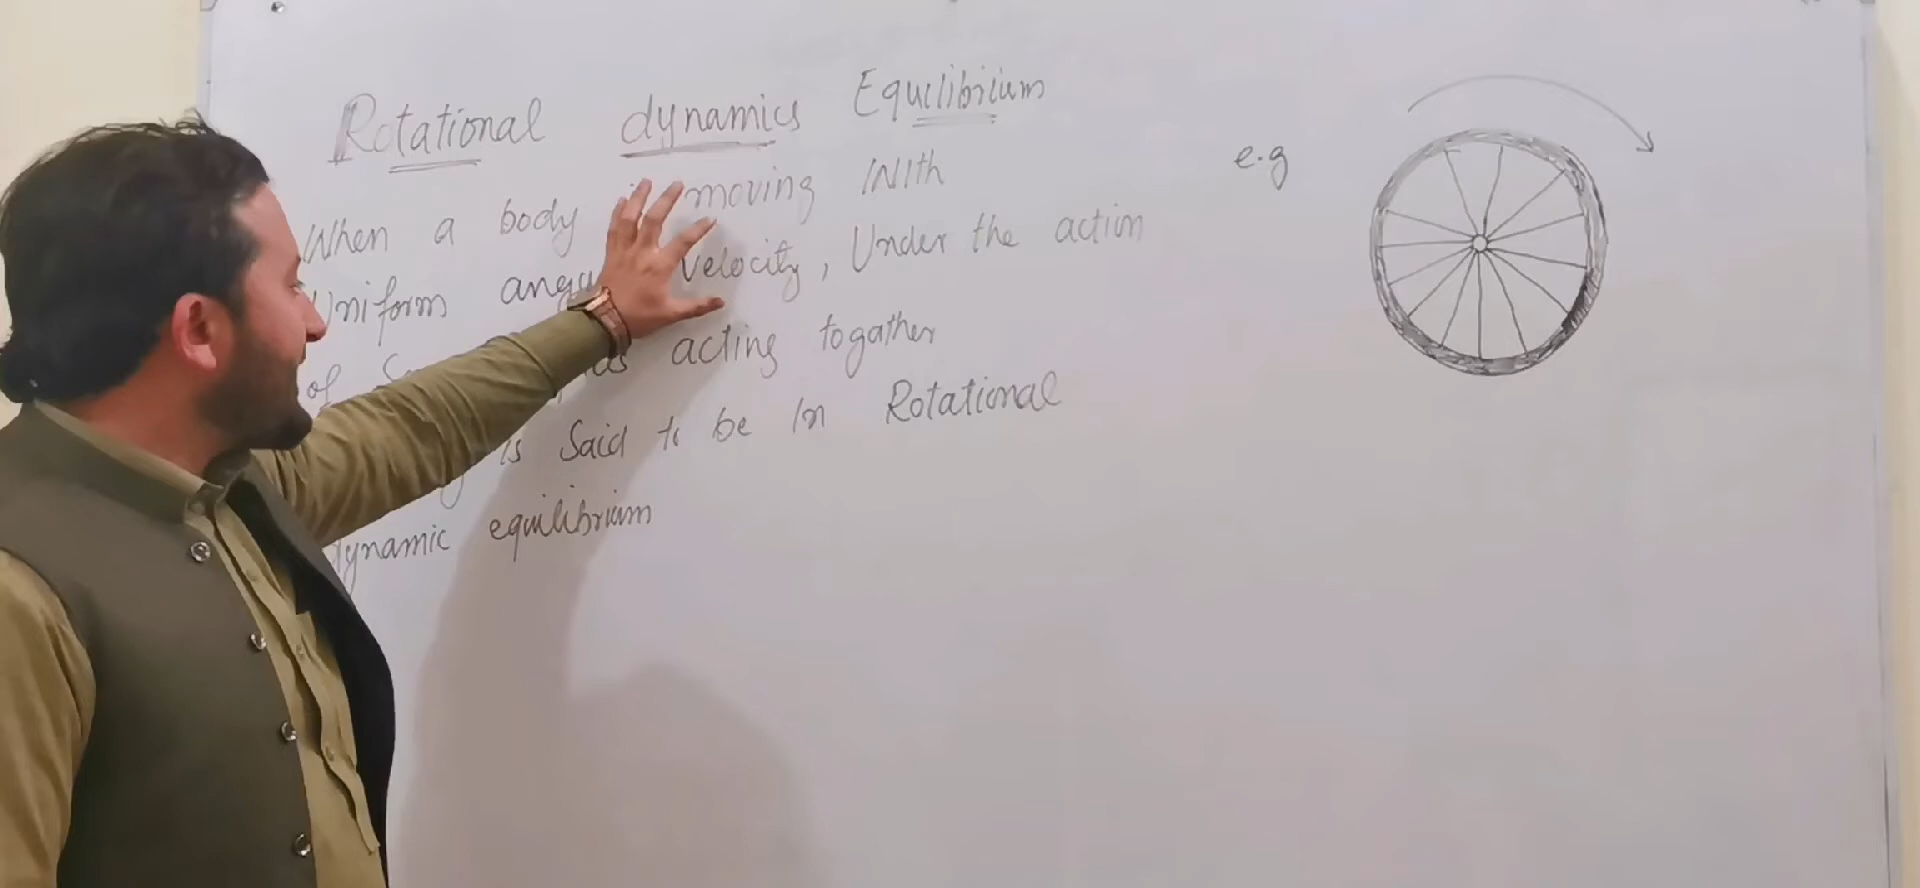 Rotational dynamics Equilibrium
When a body moving With
Uniform velocity, Under the action
of acting togather
is Said to be In Rotational
dynamic equilibrium
e.g